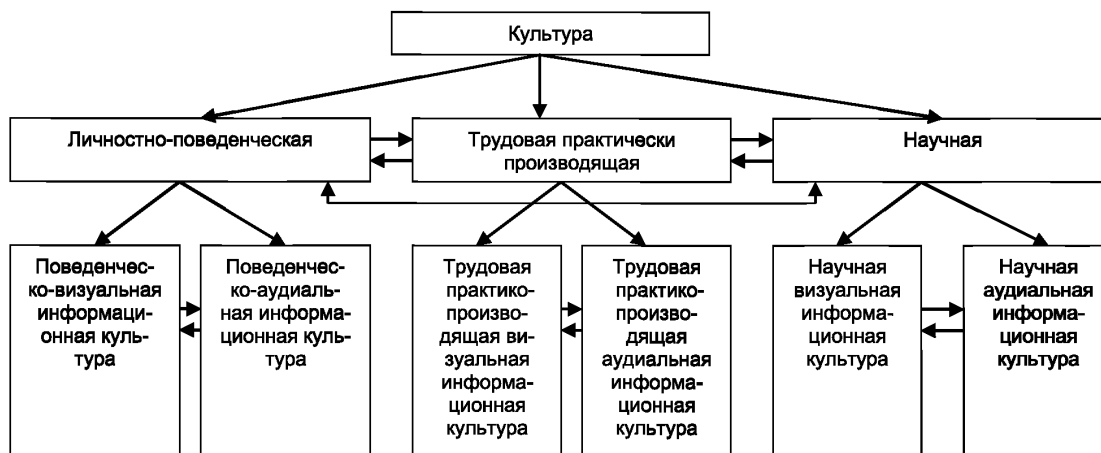 Культура
Личностно-поведенческая
Трудовая практически
производящая
Научная
Поведенчес-
ко-визуальная
информаци-
онная куль-
тура
Поведенчес-
ко-аудиаль-
ная информа-
ционная куль-
тура
Трудовая
практико-
производ-
дящая ви-
зуальная
информа-
ционная
культура
Трудовая
практико-
произво-
дящая
аудиальная
информа-
ционная
культура
Научная
визуальная
информа-
ционная
культура
Научная
аудиальная
информа-
ционная
культура